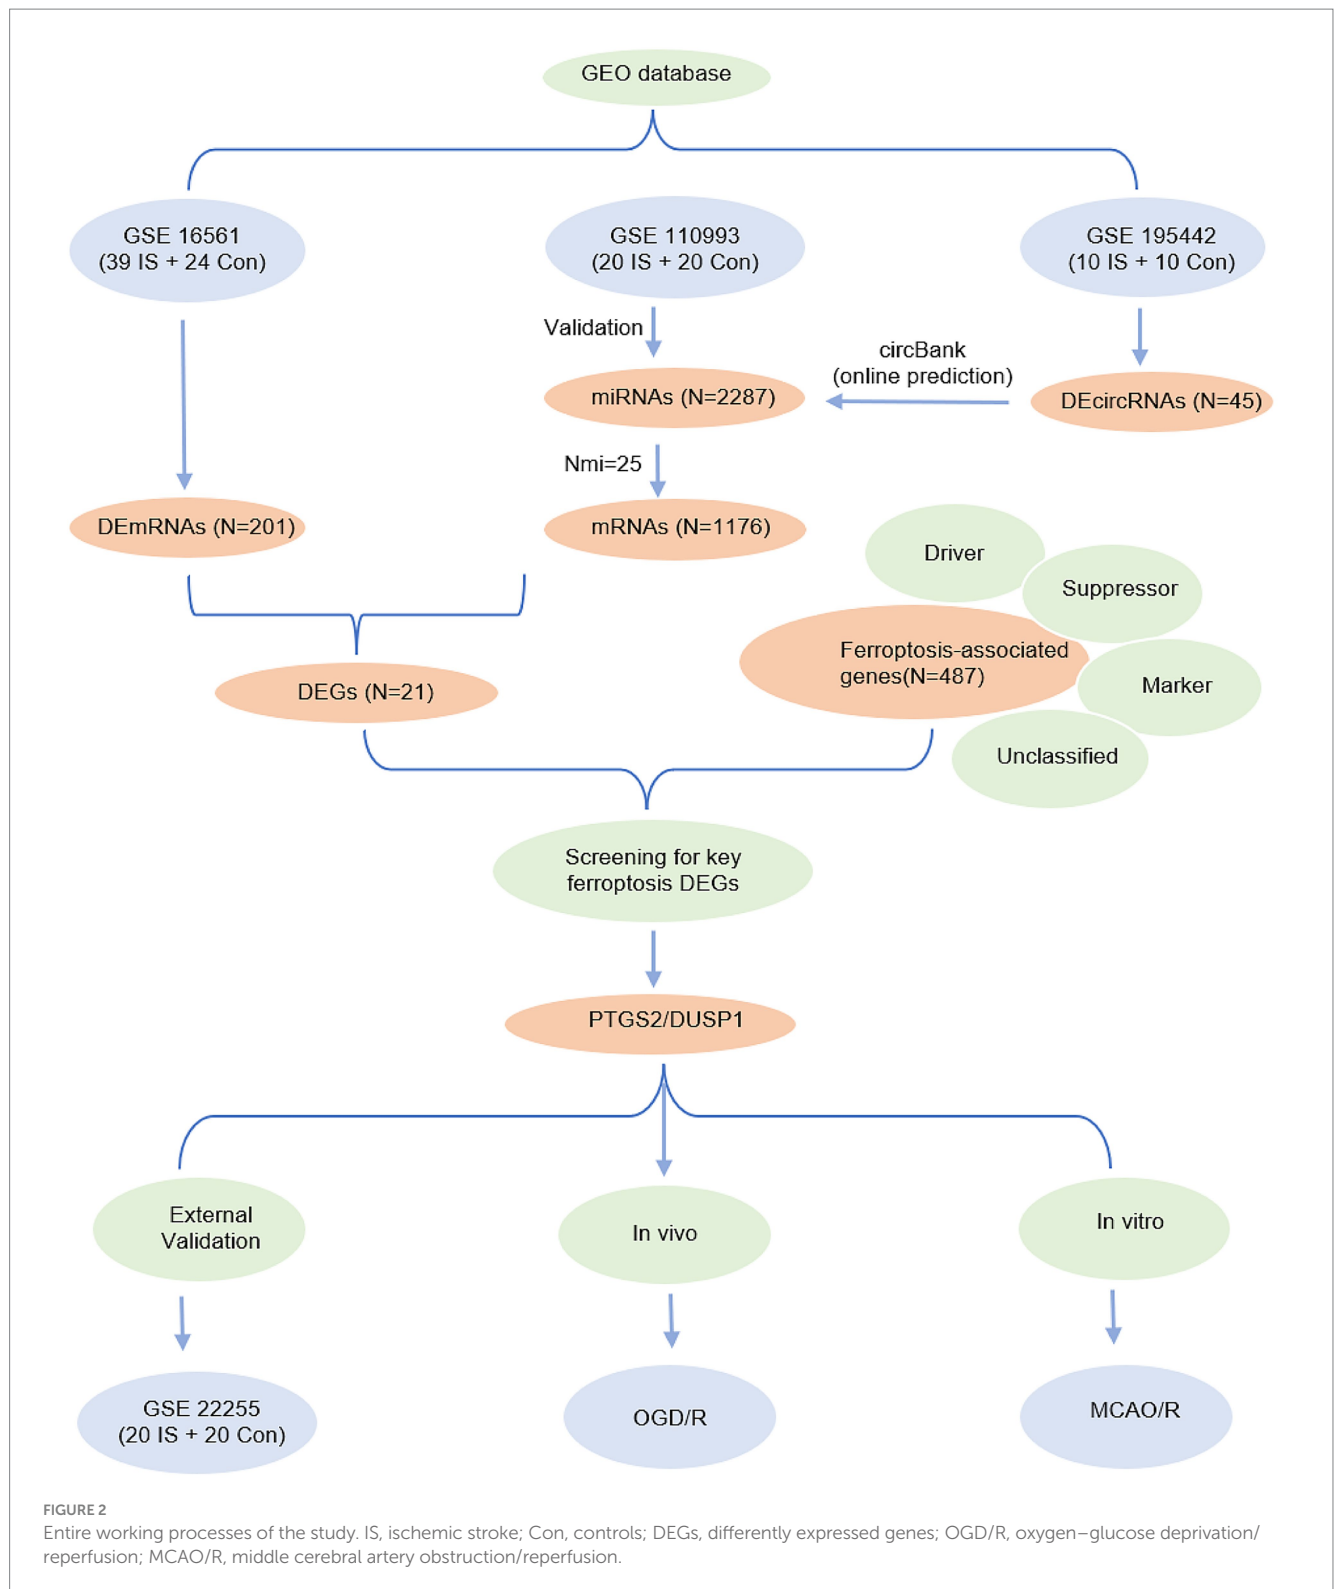 GEO database
GSE 16561
(39 IS + 24 Con)
GSE 110993
(20 IS + 20 Con)
GSE 195442
(10 IS + 10 Con)
Validation
circBank
(online prediction)
miRNAs (N=2287)
DEcircRNAs (N=45)
Nmi=25
DEmRNAs (N=201)
mRNAs (N=1176)
Driver
Suppressor
Ferroptosis-associated
genes(N=487)
Marker
Unclassified
DEGs (N=21)
Screening for key
ferroptosis DEGs
PTGS2/DUSP1
External
Validation
In vivo
In vitro
GSE 22255
(20 IS + 20 Con)
OGD/R
MCAO/R
FIGURE 2
Entire working processes of the study. IS, ischemic stroke; Con, controls; DEGs, differently expressed genes; OGD/R, oxygen–glucose deprivation/
reperfusion; MCAO/R, middle cerebral artery obstruction/reperfusion.